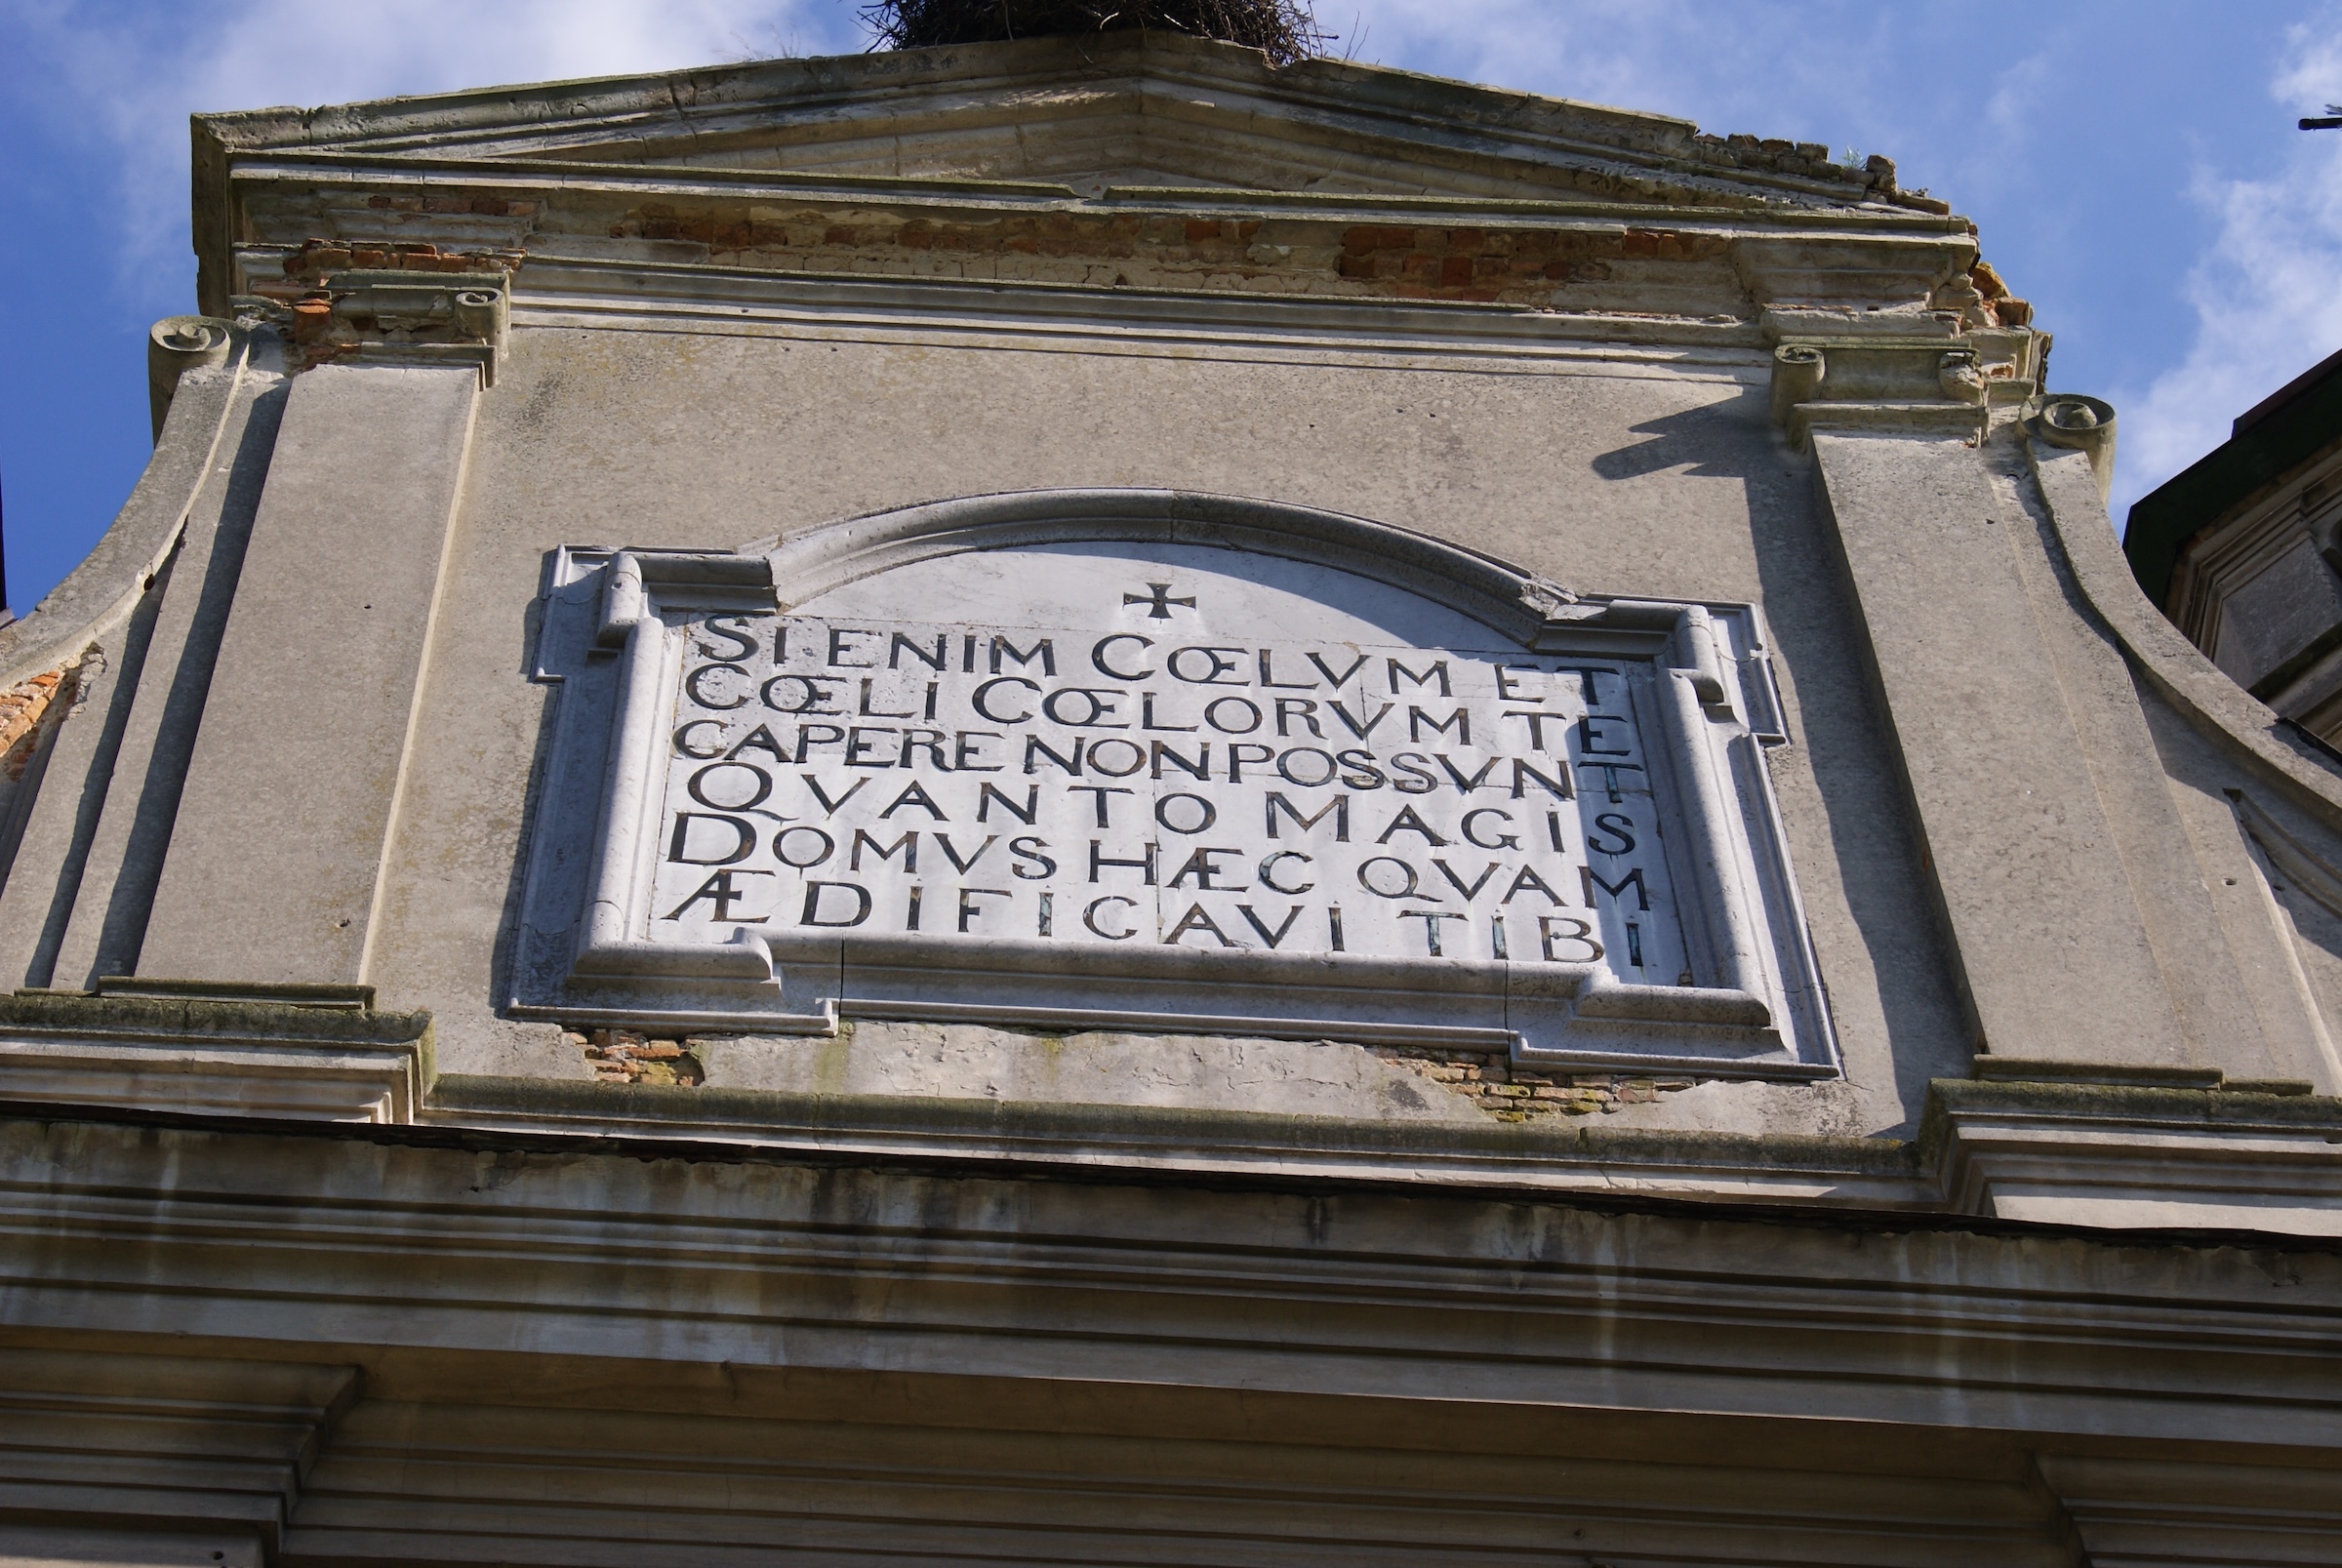 SI ENIM CŒLVM ET
CŒLI CŒLORVM TE
CAPERE NON POSSVNT
QVANTO MAGIS
DOMVS HÆC QVAM
ÆDIFICAVI TIBI